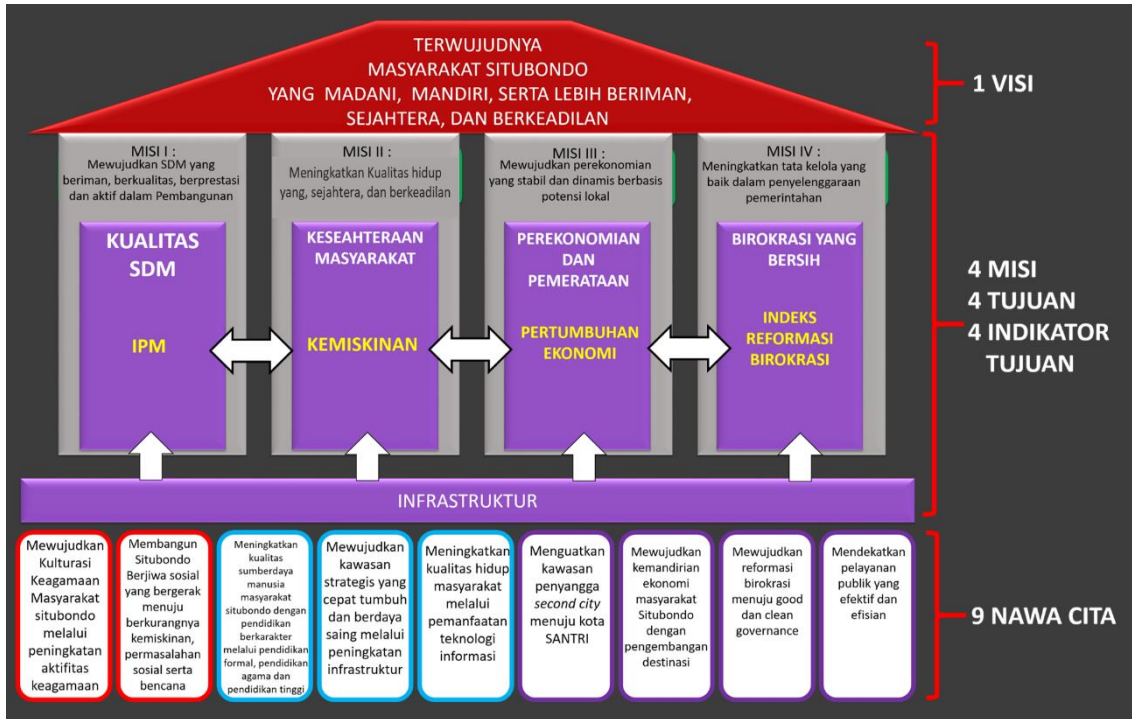 TERWUJUDNYA
MASYARAKAT SITUBONDO
YANG MADANI, MANDIRI, SERTA LEBIH BERIMAN,
SEJAHTERA, DAN BERKEADILAN
1 VISI
MISI I :
Mewujudkan SDM yang
beriman, berkualitas, berprestasi
dan aktif dalam Pembangunan
KUALITAS
SDM
IPM
MISI II :
Meningkatkan Kualitas hidup
yang, sejahtera, dan berkeadilan
KESEAHTERAAN
MASYARAKAT
KEMISKINAN
MISI III :
Mewujudkan perekonomian
yang stabil dan dinamis berbasis
potensi lokal
PEREKONOMIAN
DAN
PEMERATAAN
PERTUMBUHAN
EKONOMI
MISI IV :
Meningkatkan tata kelola yang
baik dalam penyelenggaraan
pemerintahan
BIROKRASI YANG
BERSIH
INDEKS
REFORMASI
BIROKRASI
4 MISI
4 TUJUAN
4 INDIKATOR
TUJUAN
INFRASTRUKTUR
Mewujudkan
Kulturasi
Keagamaan
Masyarakat
situbondo
melalui
peningkatan
aktifitas
keagamaan
Membangun
Situbondo
Berjiwa sosial
yang bergerak
menuju
berkurangnya
kemiskinan,
permasalahan
sosial serta
bencana
Meningkatkan
kualitas
sumberdaya
manusia
masyarakat
situbondo dengan
pendidikan
berkarakter
melalui pendidikan
formal, pendidikan
agama dan
pendidikan tinggi
Mewujudkan
kawasan
strategis yang
cepat tumbuh
dan berdaya
saing melalui
peningkatan
infrastruktur
Meningkatkan
kualitas hidup
masyarakat
melalui
pemanfaatan
teknologi
informasi
Menguatkan
kawasan
penyangga
second city
menuju kota
SANTRI
Mewujudkan
kemandirian
ekonomi
masyarakat
Situbondo
dengan
pengembangan
destinasi
Mewujudkan
reformasi
birokrasi
menuju good
dan clean
governance
Mendekatkan
pelayanan
publik yang
efektif dan
efisian
9 NAWA CITA